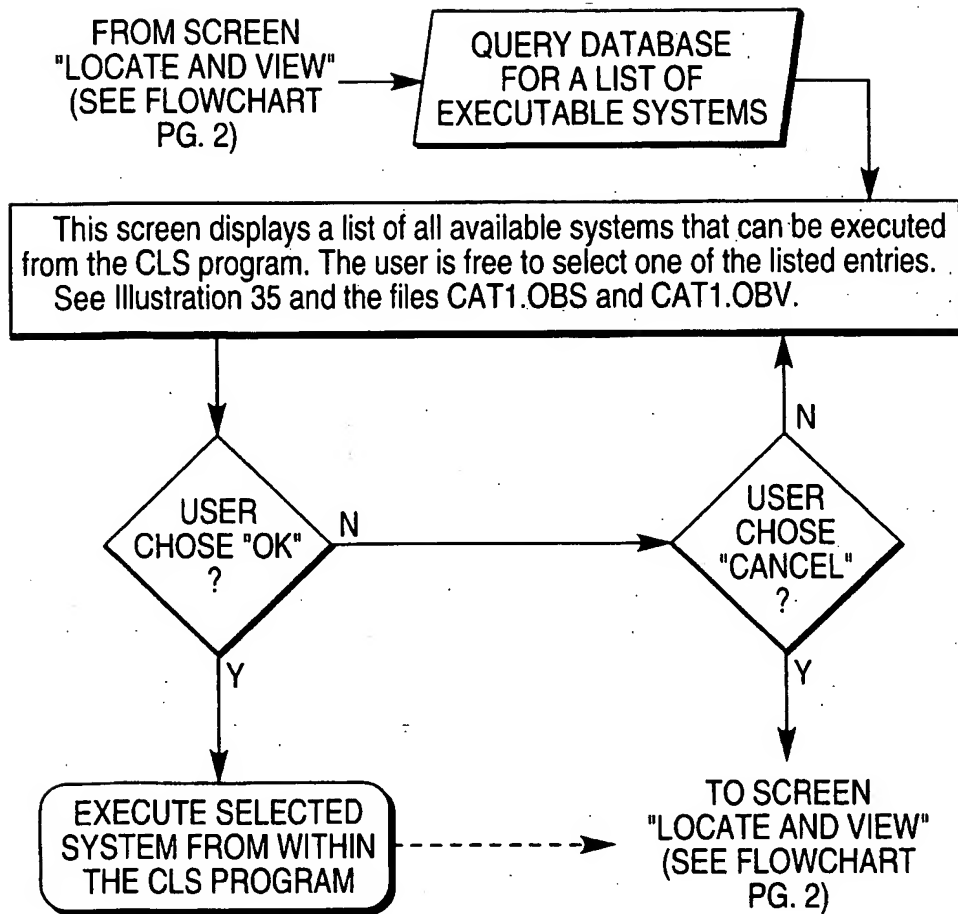 FROM SCREEN
"LOCATE AND VIEW"
(SEE FLOWCHART
PG. 2)
QUERY DATABASE
FOR A LIST OF
EXECUTABLE SYSTEMS
This screen displays a list of all available systems that can be executed
from the CLS program. The user is free to select one of the listed entries.
See Illustration 35 and the files CAT1.OBS and CAT1.OBV.
USER
CHOSE "OK"
?
N
Y
USER
CHOSE
"CANCEL"
?
N
Y
EXECUTE SELECTED
SYSTEM FROM WITHIN
THE CLS PROGRAM
TO SCREEN
"LOCATE AND VIEW"
(SEE FLOWCHART
PG. 2)